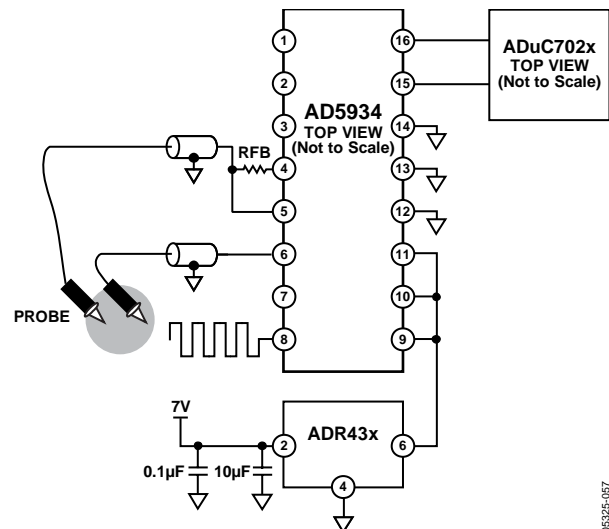 1
2
3
4
5
6
7
8
16
15
14
13
12
11
10
9
AD5934
TOP VIEW
(Not to Scale)
ADuC702x
TOP VIEW
(Not to Scale)
RFB
PROBE
7V
0.1µF
10µF
2
ADR43x
6
4
05325-057